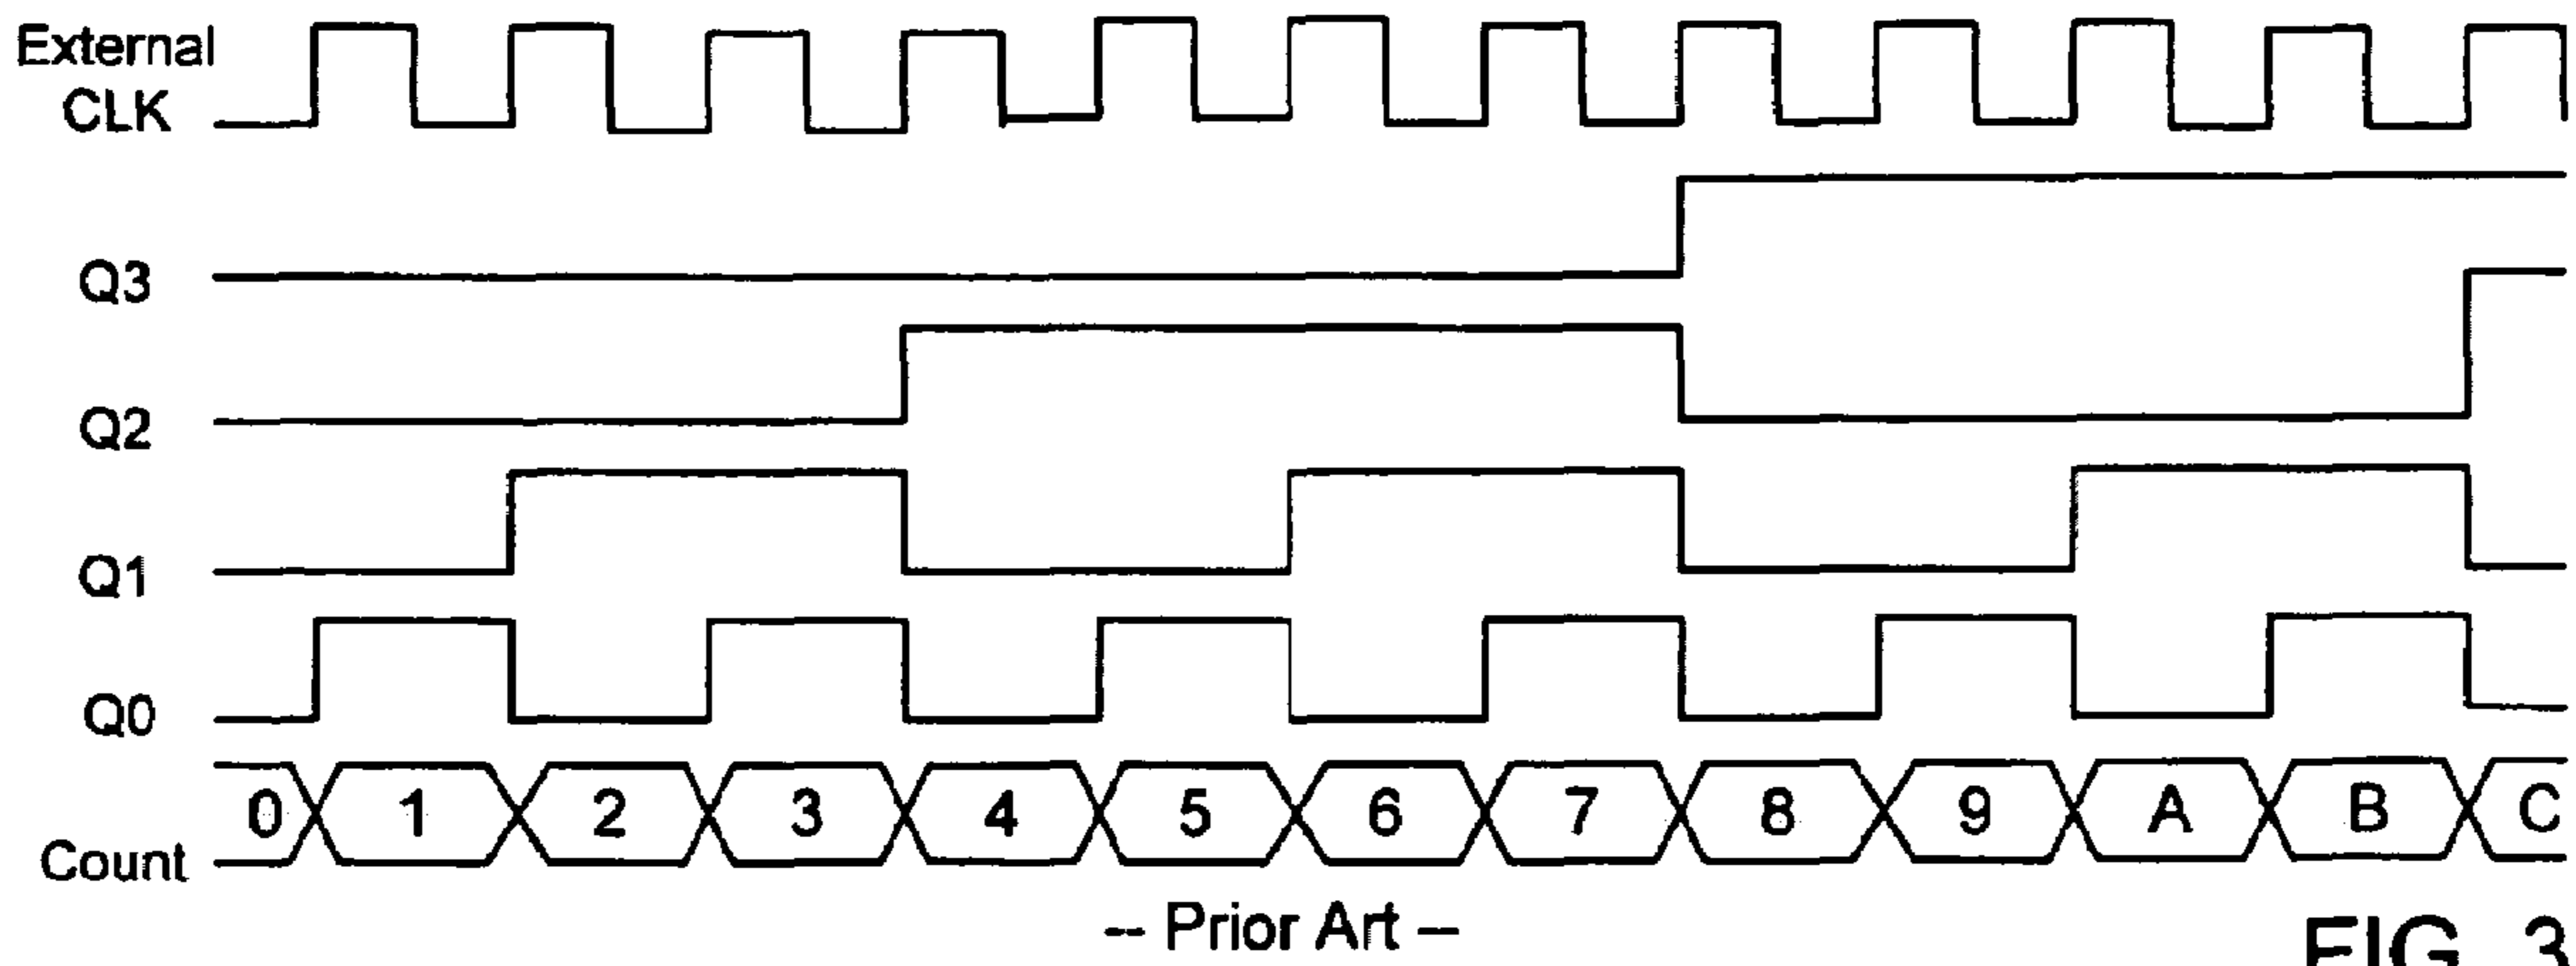 External
CLK
Q3
Q2
Q1
Q0
Count 0 1 2 3 4 5 6 7 8 9 A B C
-- Prior Art --
FIG. 3